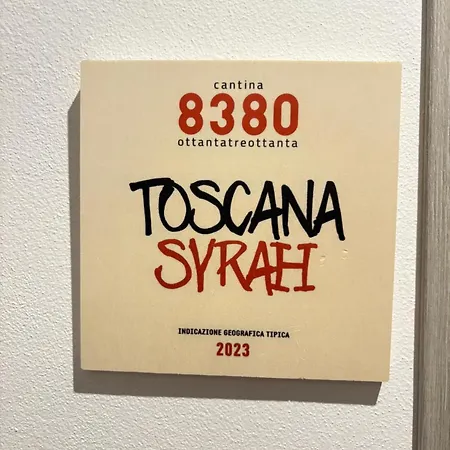 cantina
8380
ottantatreottanta
TOSCANA
SYRAH
INDICAZIONE GEOGRAFICA TIPICA
2023